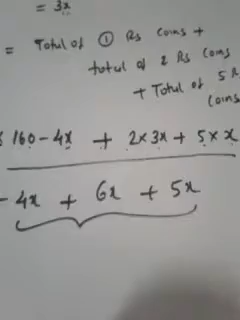 = 3x
= Total of ① Rs Coins +
total of 2 Rs Coins
+ Total of 5 R
Coins
160 - 4x + 2×3x + 5×x
- 4x + 6x + 5x